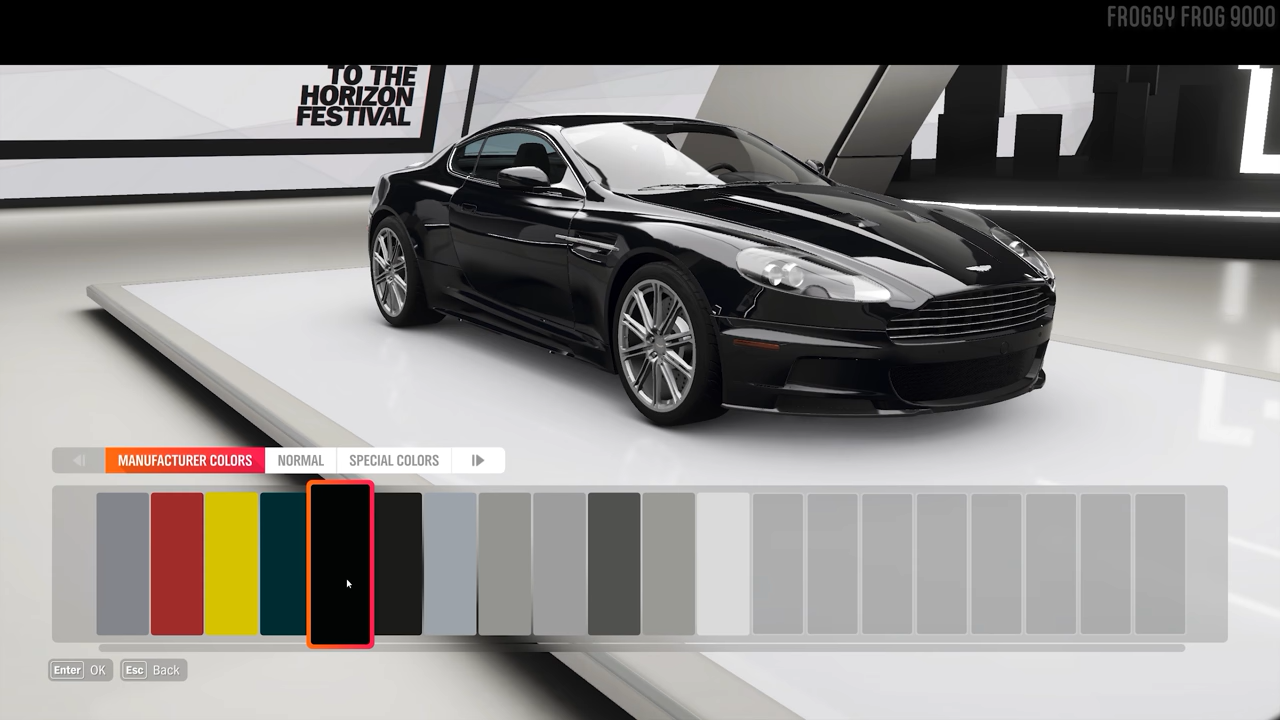 FROGGY FROG 9000
TO THE
HORIZON
FESTIVAL
MANUFACTURER COLORS
NORMAL
SPECIAL COLORS
Enter OK
Esc Back